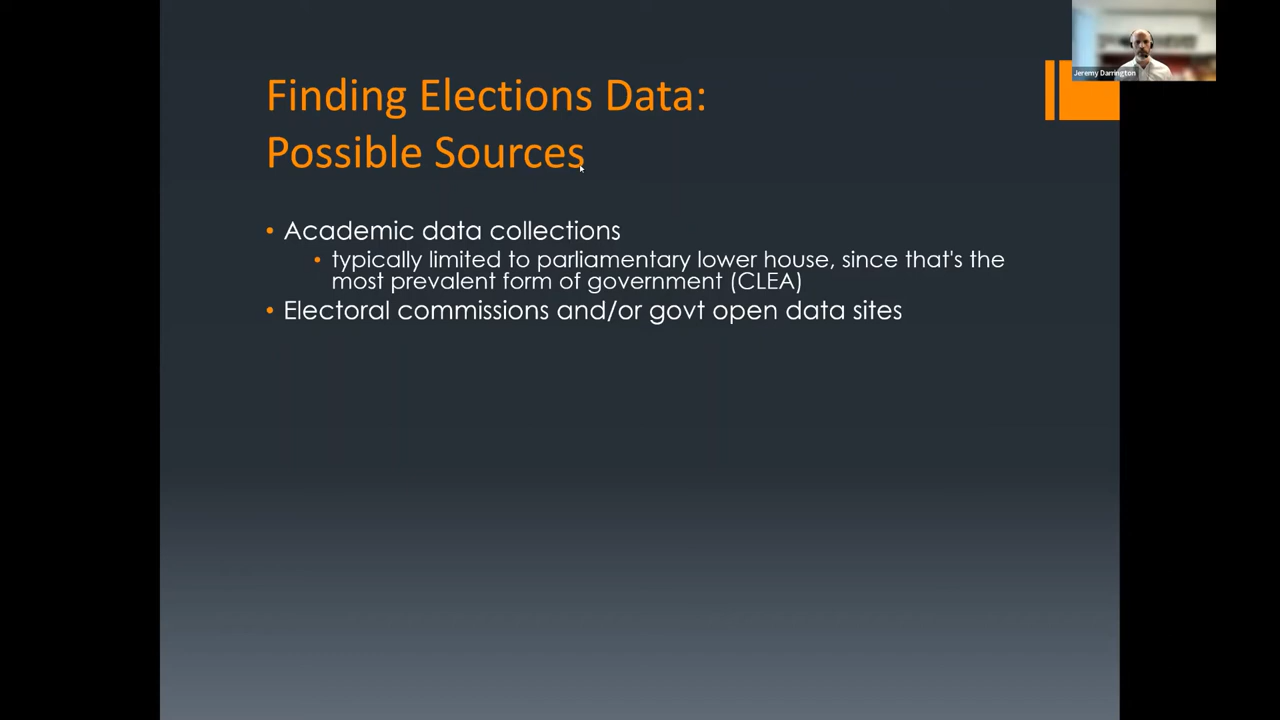 Jeremy Darrington
Finding Elections Data:
Possible Sources
• Academic data collections
• typically limited to parliamentary lower house, since that's the
most prevalent form of government (CLEA)
• Electoral commissions and/or govt open data sites